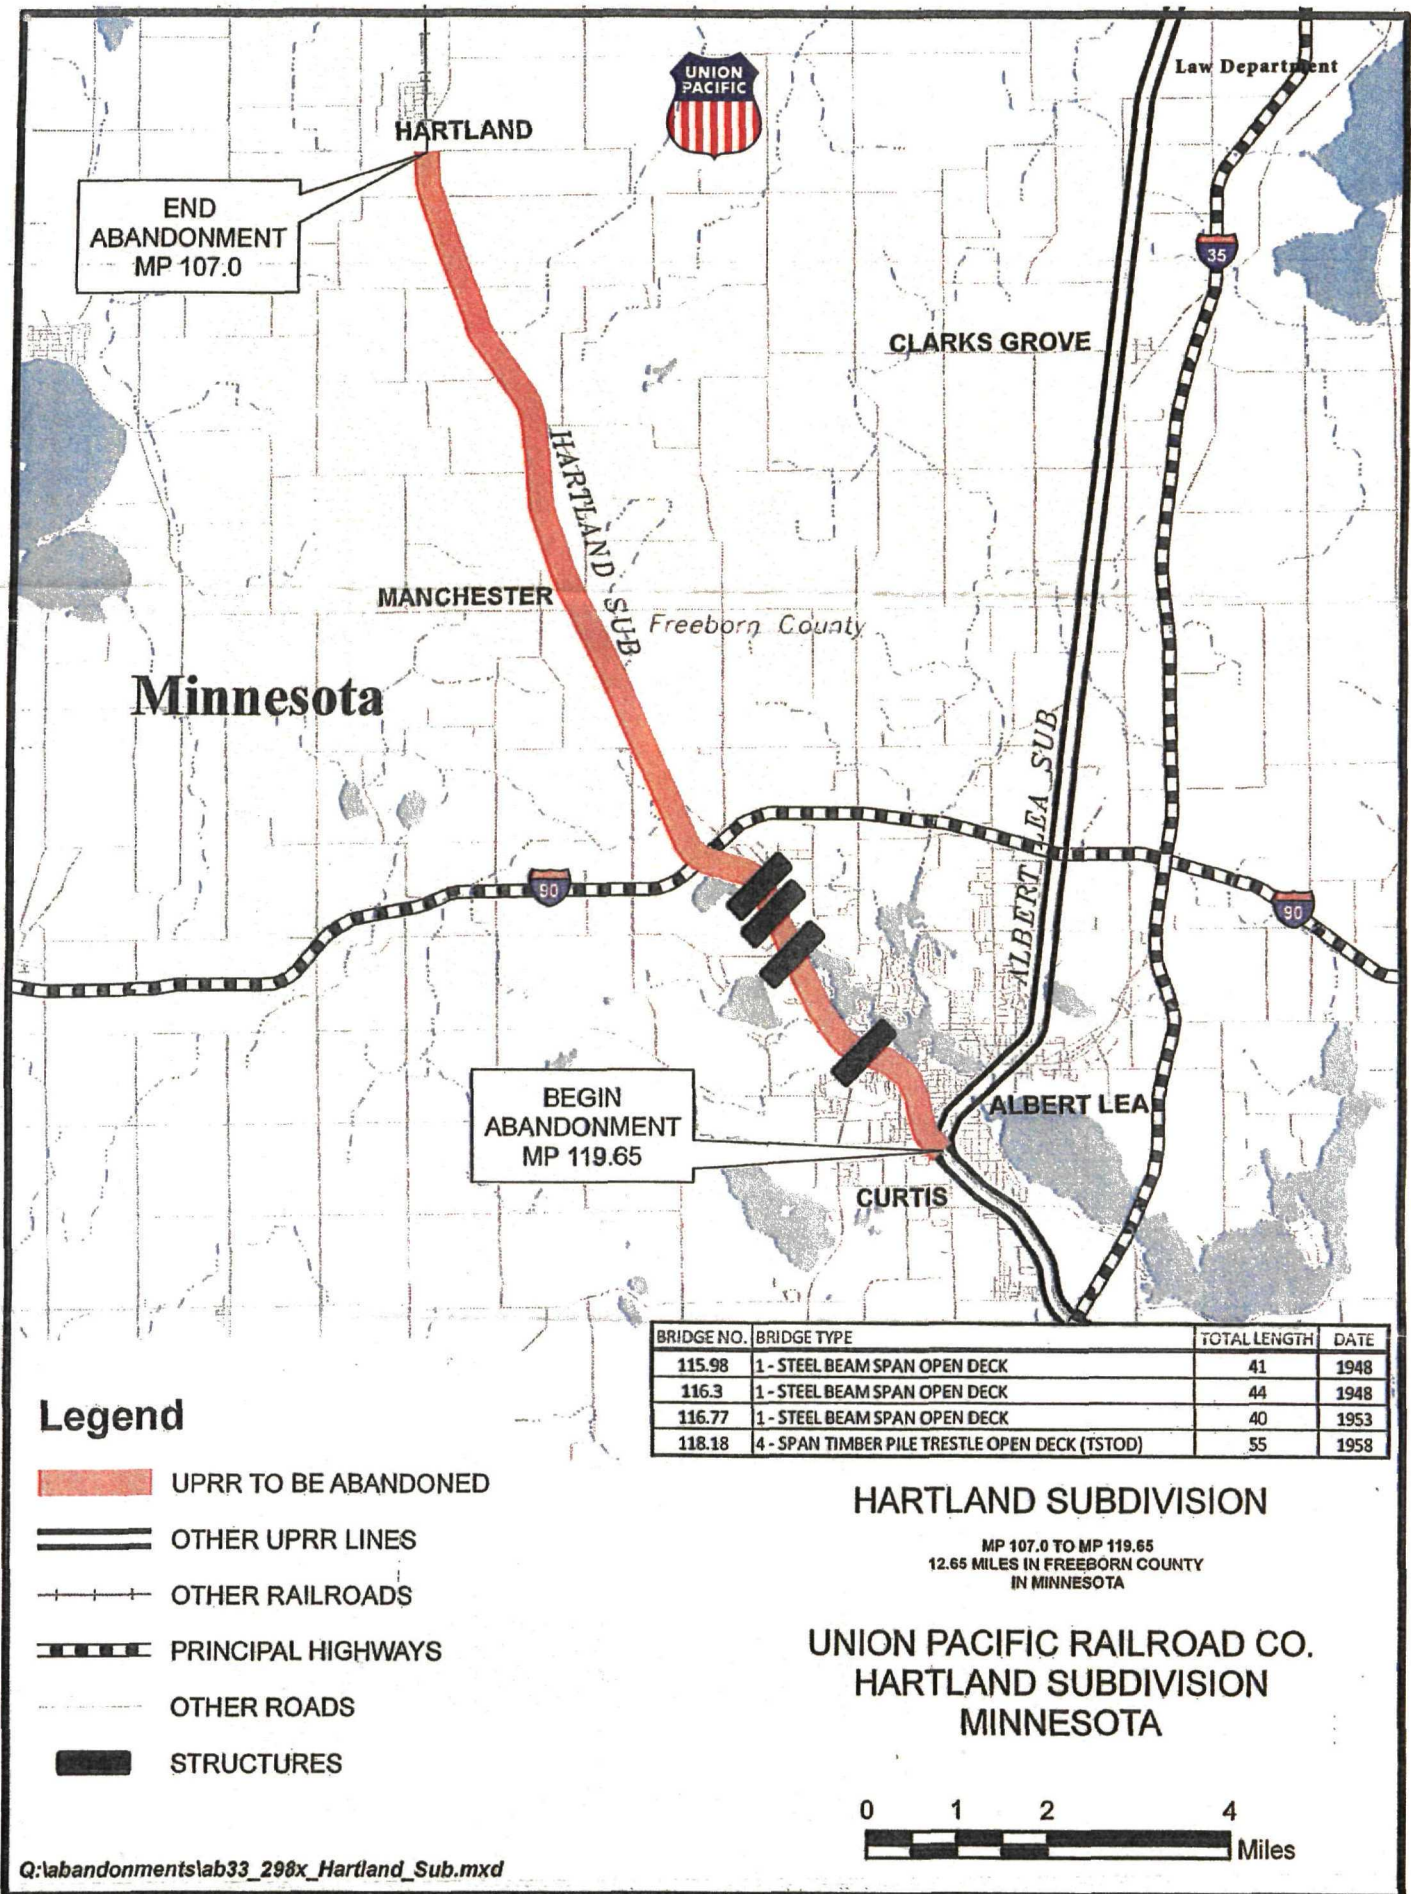 UNION
PACIFIC
Law Department
HARTLAND
END
ABANDONMENT
MP 107.0
35
CLARKS GROVE
HARTLAND SUB
MANCHESTER
Freeborn County
Minnesota
ALBERT LEA SUB
90
90
BEGIN
ABANDONMENT
MP 119.65
ALBERT LEA
CURTIS
BRIDGE NO. BRIDGE TYPE TOTAL LENGTH DATE
115.98 1 - STEEL BEAM SPAN OPEN DECK 41 1948
116.3 1 - STEEL BEAM SPAN OPEN DECK 44 1948
116.77 1 - STEEL BEAM SPAN OPEN DECK 40 1953
118.18 4 - SPAN TIMBER PILE TRESTLE OPEN DECK (TSTOD) 55 1958
Legend
UPRR TO BE ABANDONED
OTHER UPRR LINES
OTHER RAILROADS
PRINCIPAL HIGHWAYS
OTHER ROADS
STRUCTURES
HARTLAND SUBDIVISION
MP 107.0 TO MP 119.65
12.65 MILES IN FREEBORN COUNTY
IN MINNESOTA
UNION PACIFIC RAILROAD CO.
HARTLAND SUBDIVISION
MINNESOTA
0 1 2 4
Miles
Q:\abandonments\ab33_298x_Hartland_Sub.mxd